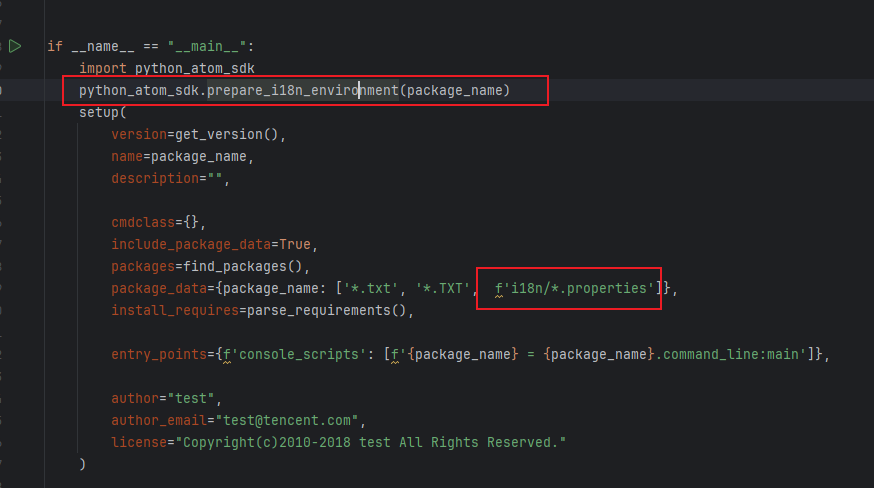 if __name__ == "__main__":
    import python_atom_sdk
    python_atom_sdk.prepare_i18n_environment(package_name)
    setup(
        version=get_version(),
        name=package_name,
        description="",
        cmdclass={},
        include_package_data=True,
        packages=find_packages(),
        package_data={package_name: ['*.txt', '*.TXT',  f'i18n/*.properties']},
        install_requires=parse_requirements(),
        entry_points={f'console_scripts': [f'{package_name} = {package_name}.command_line:main']},
        author="test",
        author_email="test@tencent.com",
        license="Copyright(c)2010-2018 test All Rights Reserved."
    )